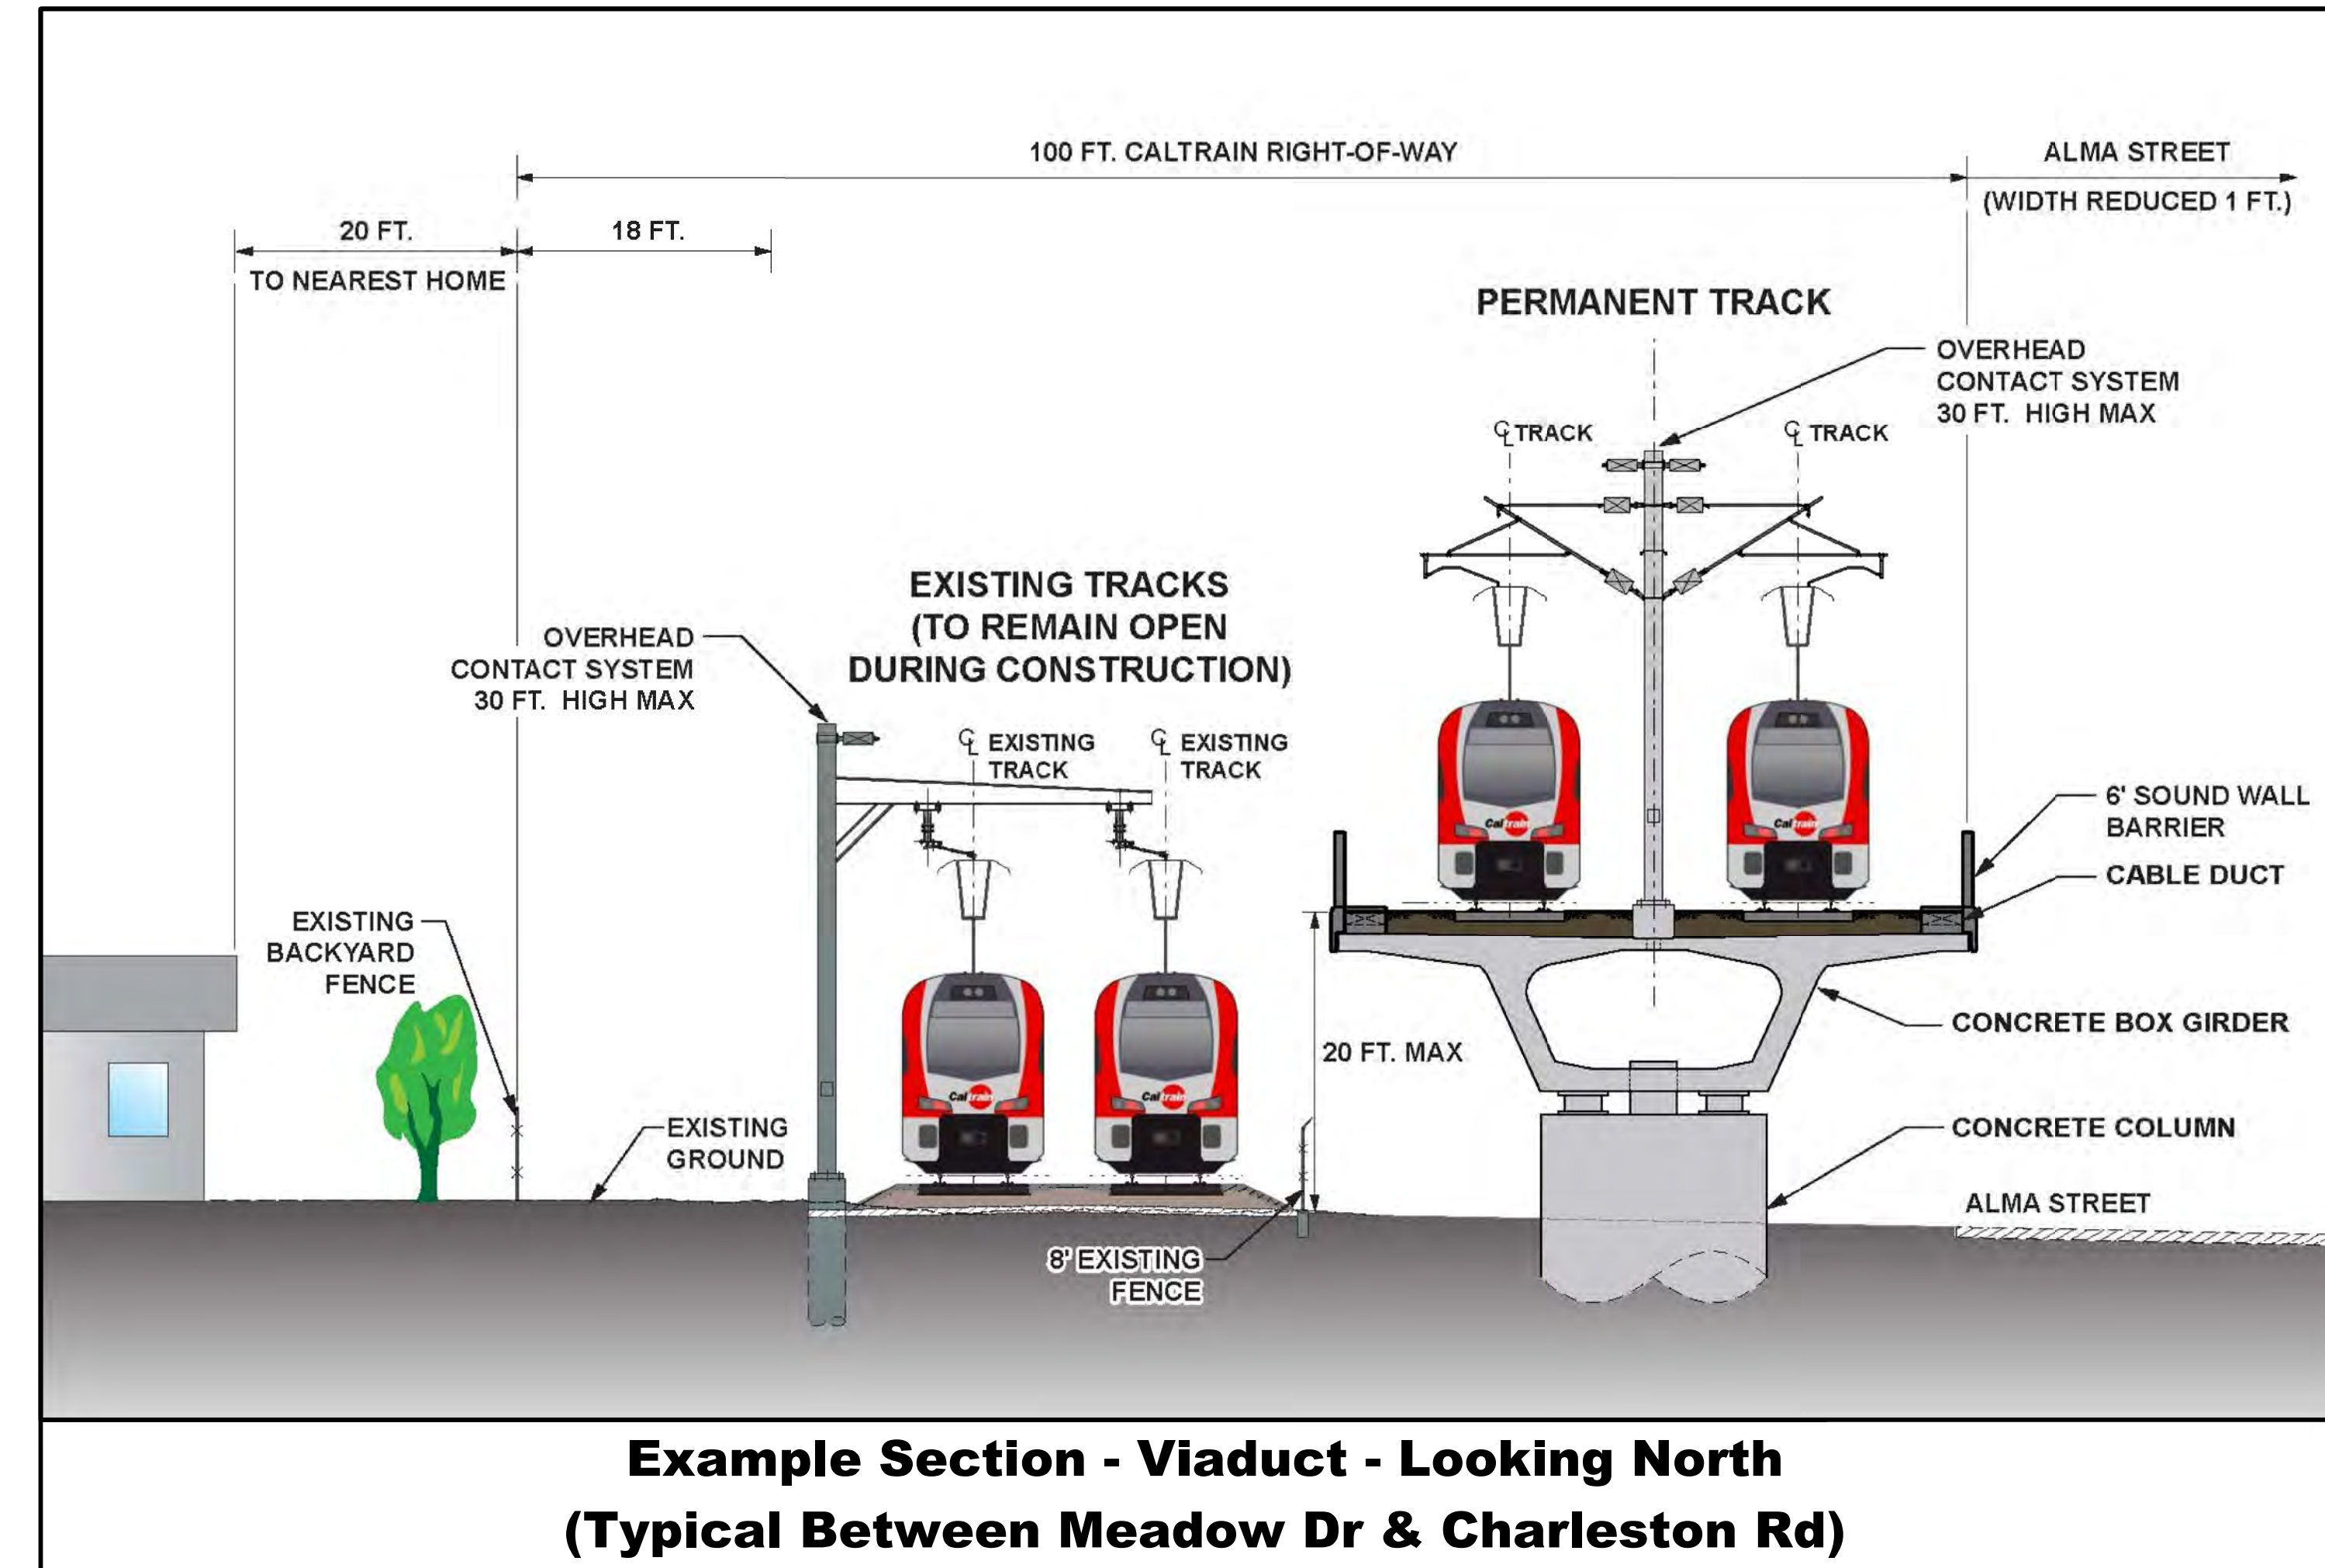 100 FT. CALTRAIN RIGHT-OF-WAY
ALMA STREET
(WIDTH REDUCED 1 FT.)
20 FT.
TO NEAREST HOME
18 FT.
PERMANENT TRACK
OVERHEAD
CONTACT SYSTEM
30 FT. HIGH MAX
℄ TRACK
℄ TRACK
EXISTING TRACKS
(TO REMAIN OPEN
DURING CONSTRUCTION)
OVERHEAD
CONTACT SYSTEM
30 FT. HIGH MAX
℄ EXISTING
TRACK
℄ EXISTING
TRACK
Caltrain
Caltrain
6' SOUND WALL
BARRIER
CABLE DUCT
EXISTING
BACKYARD
FENCE
CONCRETE BOX GIRDER
20 FT. MAX
Caltrain
Caltrain
EXISTING
GROUND
CONCRETE COLUMN
ALMA STREET
8' EXISTING
FENCE
Example Section - Viaduct - Looking North
(Typical Between Meadow Dr & Charleston Rd)